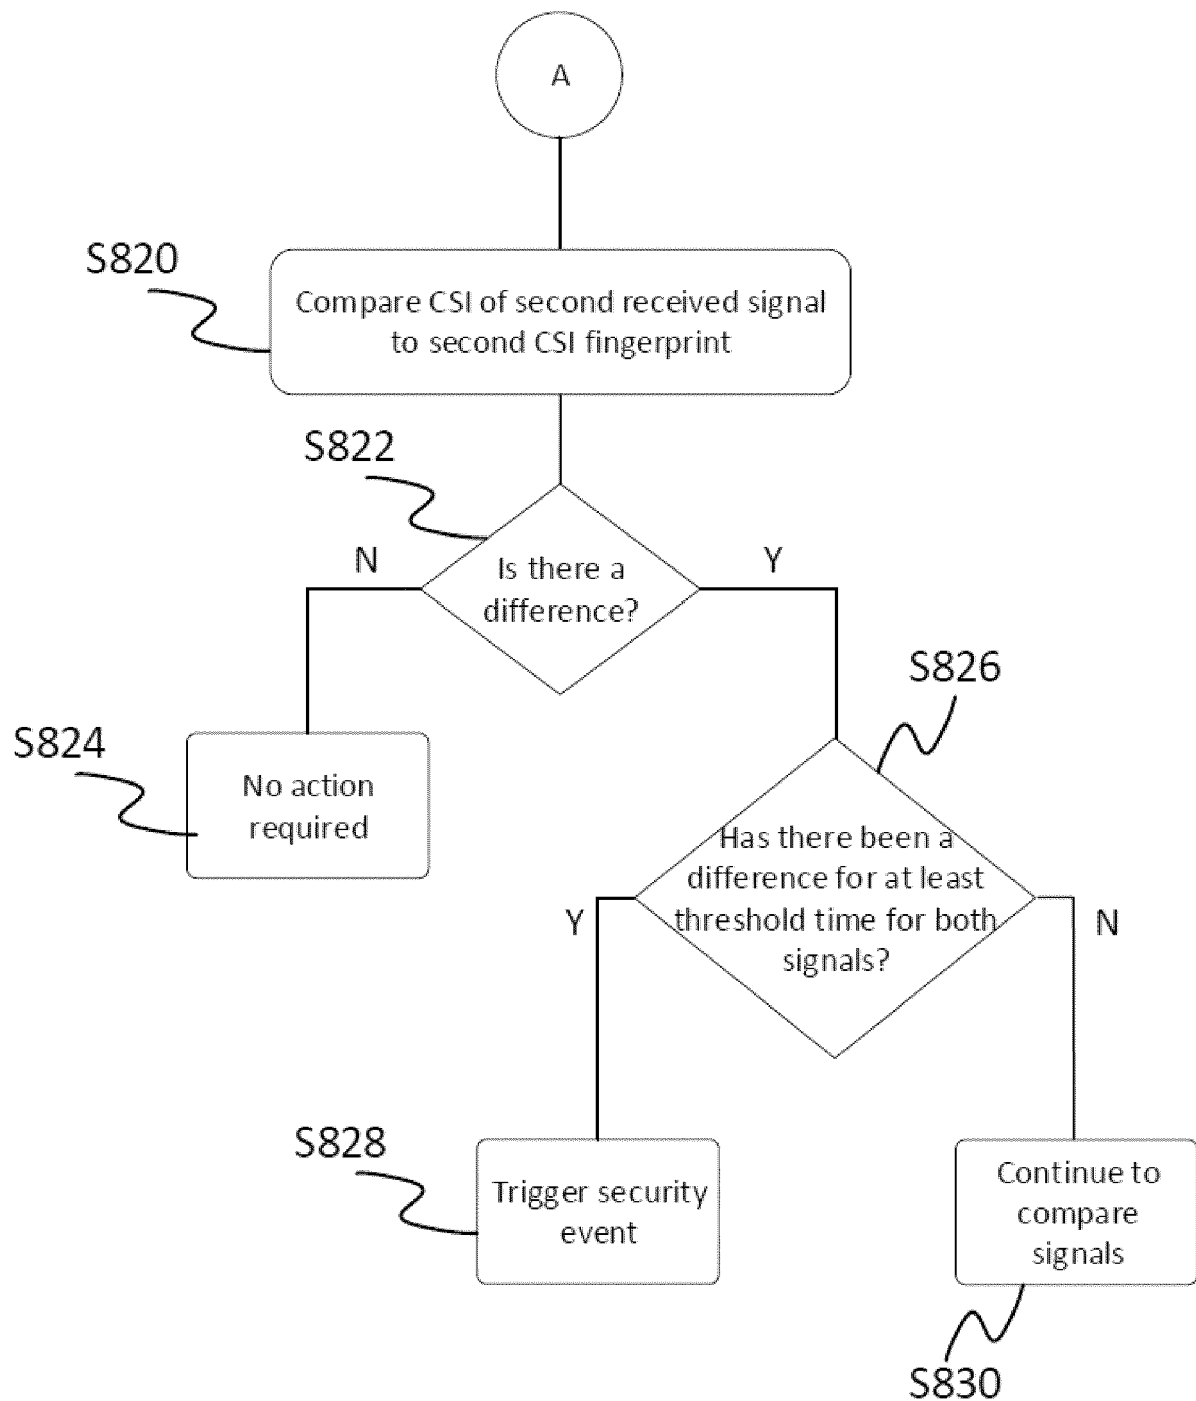 A
S820
Compare CSI of second received signal
to second CSI fingerprint
S822
N
Y
Is there a
difference?
S826
S824
No action
required
Has there been a
difference for at least
threshold time for both
signals?
Y
N
S828
Trigger security
event
Continue to
compare
signals
S830